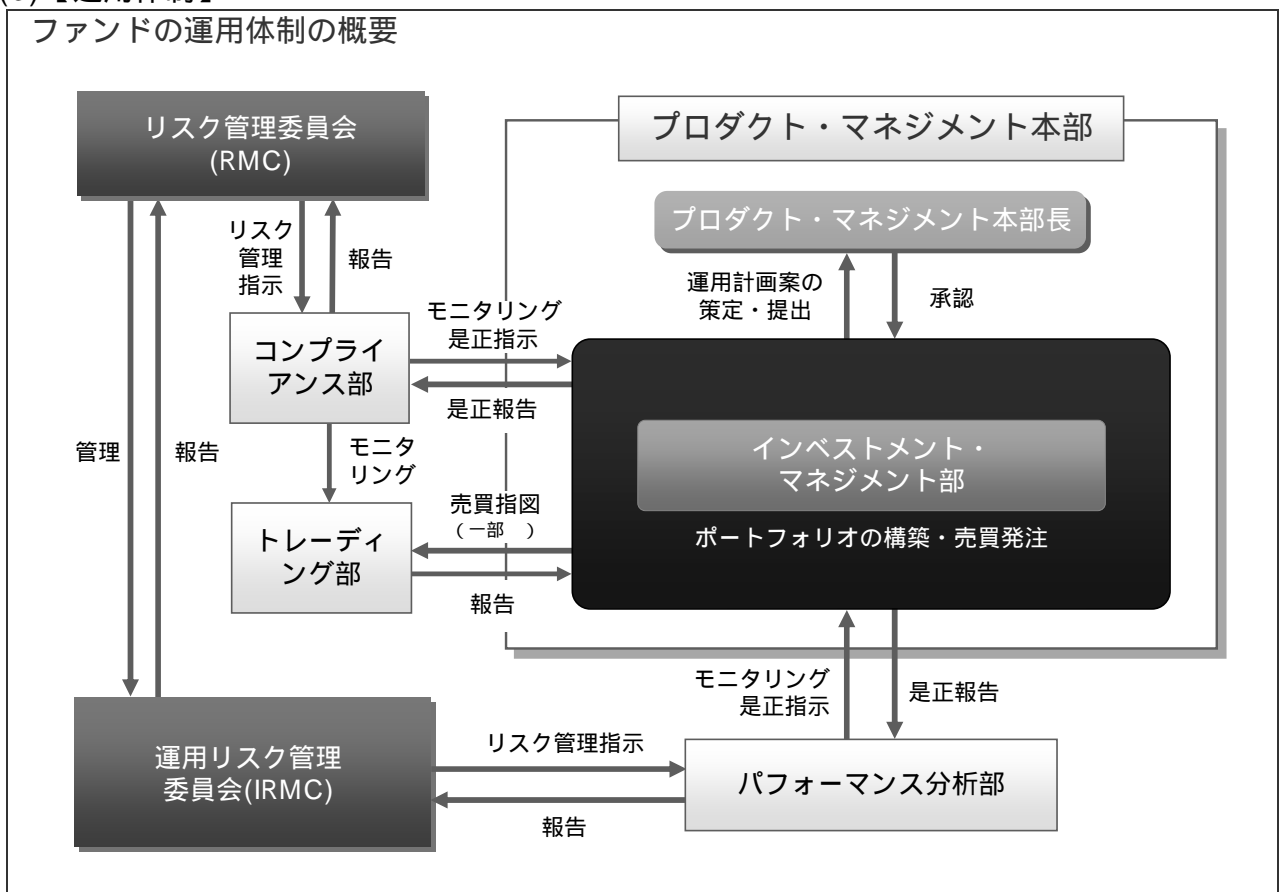 ファンドの運用体制の概要
リスク管理委員会
(RMC)
プロダクト・マネジメント本部
プロダクト・マネジメント本部長
リスク
管理
指示
報告
運用計画案の
策定・提出
承認
モニタリング
是正指示
コンプライ
アンス部
是正報告
管理
報告
モニタ
リング
インベストメント・
マネジメント部
ポートフォリオの構築・売買発注
売買指図
（一部　）
トレーディ
ング部
報告
モニタリング
是正指示
是正報告
運用リスク管理
委員会(IRMC)
リスク管理指示
報告
パフォーマンス分析部